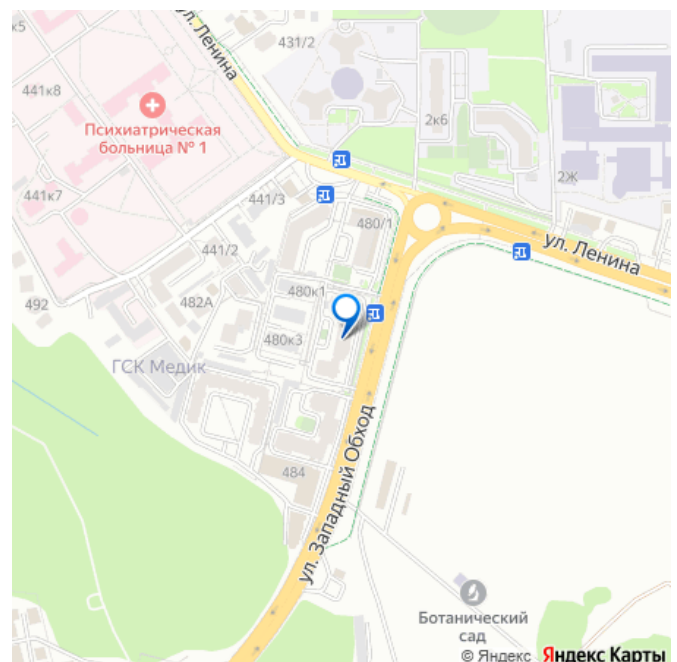 к5
ул. Ленина
431/2
441к8
Психиатрическая
больница № 1
2к6
441к7
441/3
2Ж
480/1
ул. Ленина
441/2
492
482А
480к1
480к3
ГСК Медик
ул. Западный Обход
484
Ботанический
сад
© Яндекс Яндекс Карты